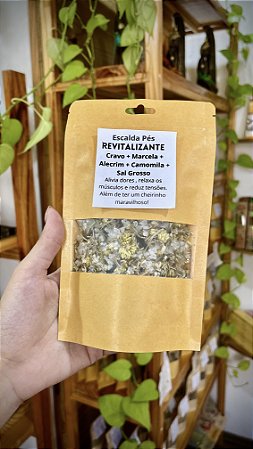 Escalda Pés
REVITALIZANTE
Cravo + Marcela +
Alecrim + Camomila +
Sal Grosso
Alivia dores , relaxa os
músculos e reduz tensões.
Além de ter um cheirinho
maravilhoso!